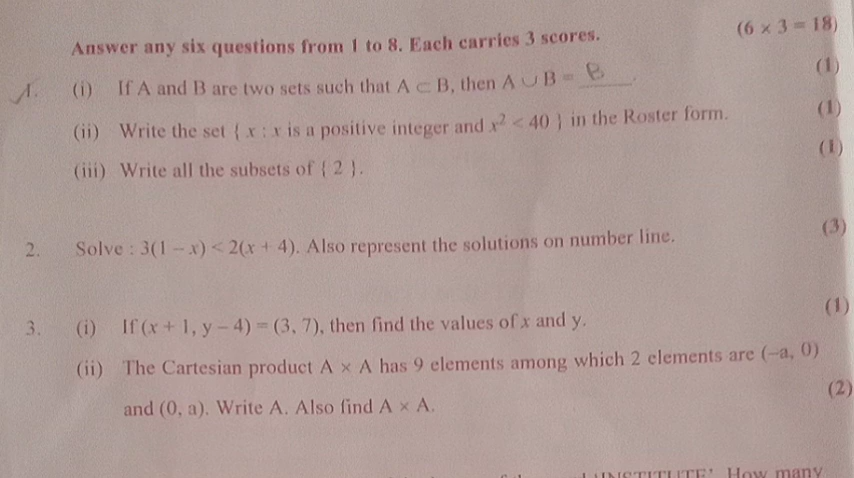 (6 × 3 = 18)
Answer any six questions from 1 to 8. Each carries 3 scores.
1. (i) If A and B are two sets such that A ⊂ B, then A ∪ B = B. (1)
(ii) Write the set { x : x is a positive integer and x² < 40 } in the Roster form. (1)
(iii) Write all the subsets of { 2 }. (1)
2. Solve : 3(1 – x) < 2(x + 4). Also represent the solutions on number line. (3)
3. (i) If (x + 1, y – 4) = (3, 7), then find the values of x and y. (1)
(ii) The Cartesian product A × A has 9 elements among which 2 elements are (–a, 0)
and (0, a). Write A. Also find A × A. (2)
INSTITUTE' How many